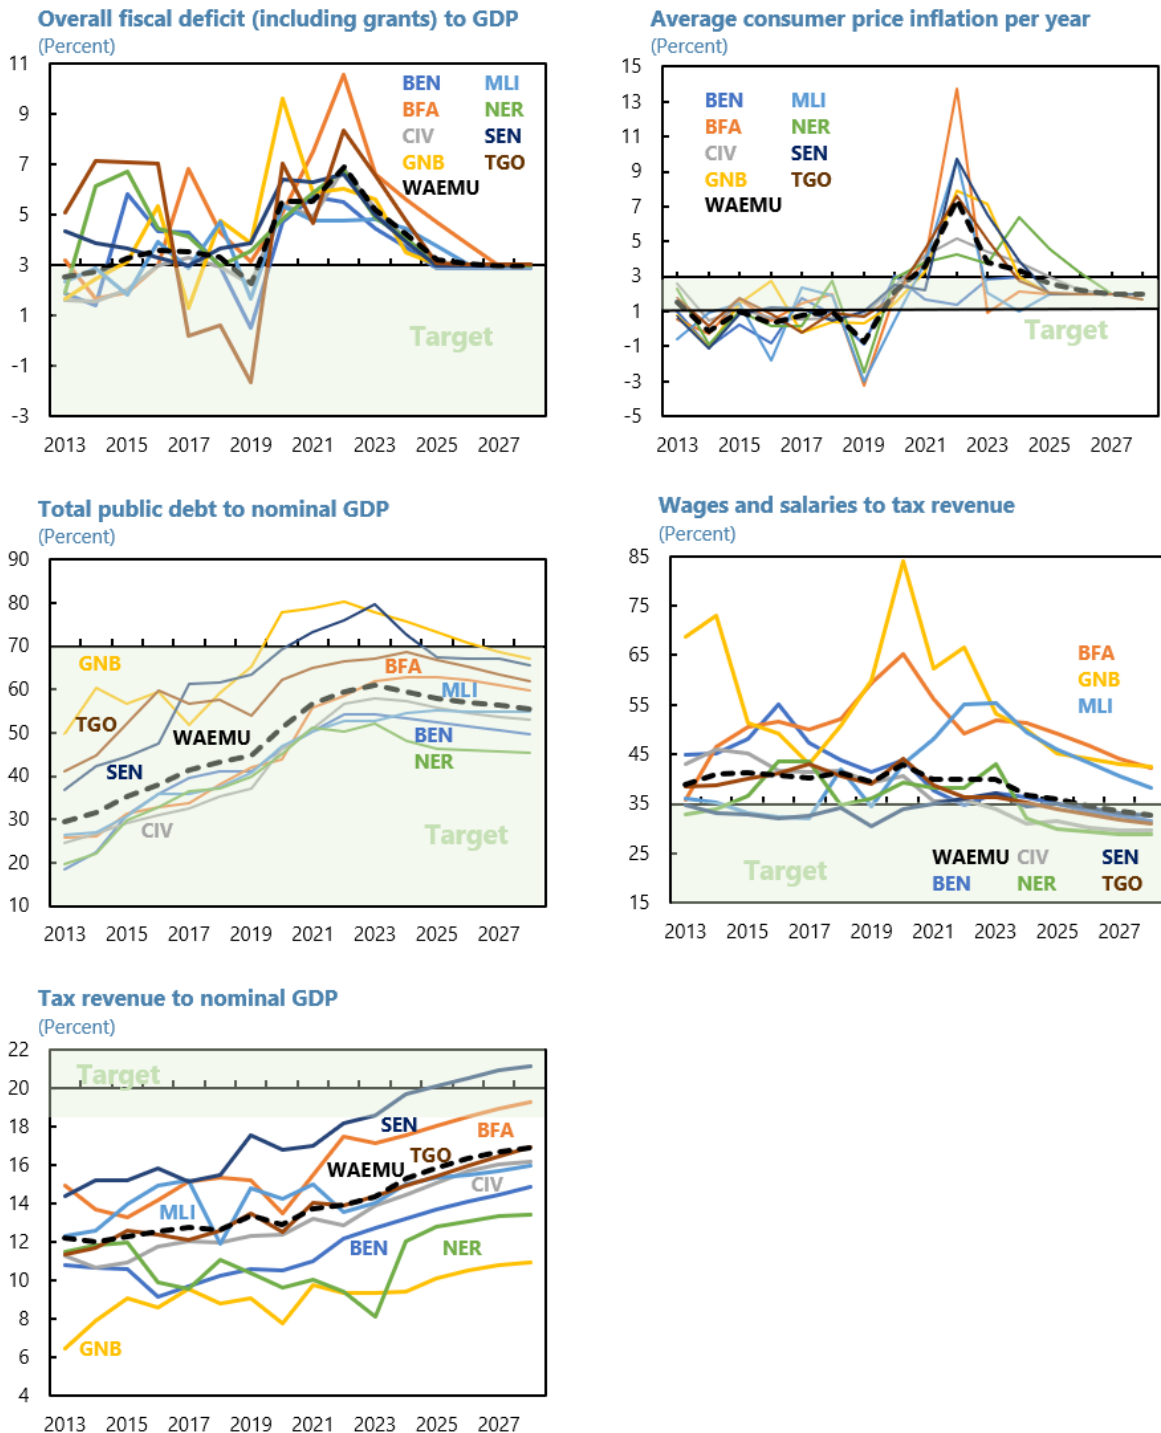 Overall fiscal deficit (including grants) to GDP
(Percent)
11
9
7
5
3
1
-1
-3
BEN MLI
BFA NER
CIV SEN
GNB TGO
WAEMU
Target
2013 2015 2017 2019 2021 2023 2025 2027
Average consumer price inflation per year
(Percent)
15
13
11
9
7
5
3
1
-1
-3
-5
BEN MLI
BFA NER
CIV SEN
GNB TGO
WAEMU
Target
2013 2015 2017 2019 2021 2023 2025 2027
Total public debt to nominal GDP
(Percent)
90
80
70
60
50
40
30
20
10
GNB
BFA
MLI
TGO
WAEMU
BEN
NER
SEN
CIV
Target
2013 2015 2017 2019 2021 2023 2025 2027
Wages and salaries to tax revenue
(Percent)
85
75
65
55
45
35
25
15
BFA
GNB
MLI
WAEMU CIV SEN
BEN NER TGO
Target
2013 2015 2017 2019 2021 2023 2025 2027
Tax revenue to nominal GDP
(Percent)
22
20
18
16
14
12
10
8
6
4
Target
SEN
BFA
TGO
WAEMU
CIV
MLI
BEN
NER
GNB
2013 2015 2017 2019 2021 2023 2025 2027